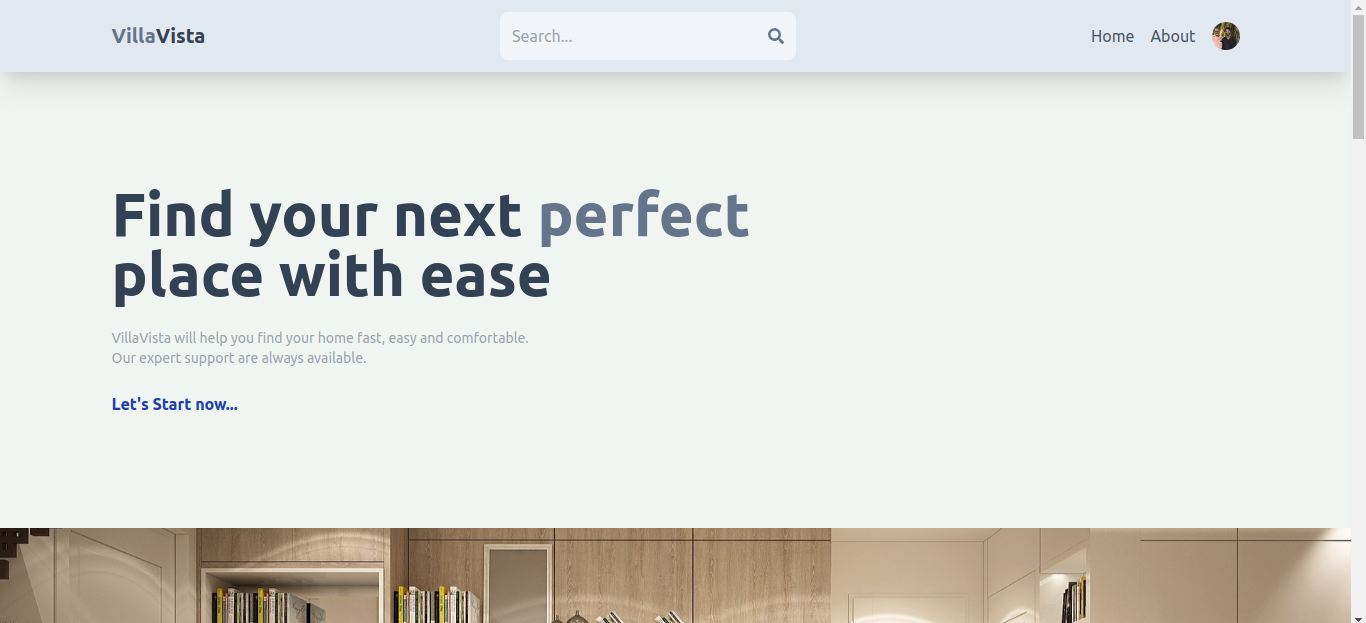 VillaVista
Search...
Home
About
Find your next perfect
place with ease
VillaVista will help you find your home fast, easy and comfortable.
Our expert support are always available.
Let's Start now...